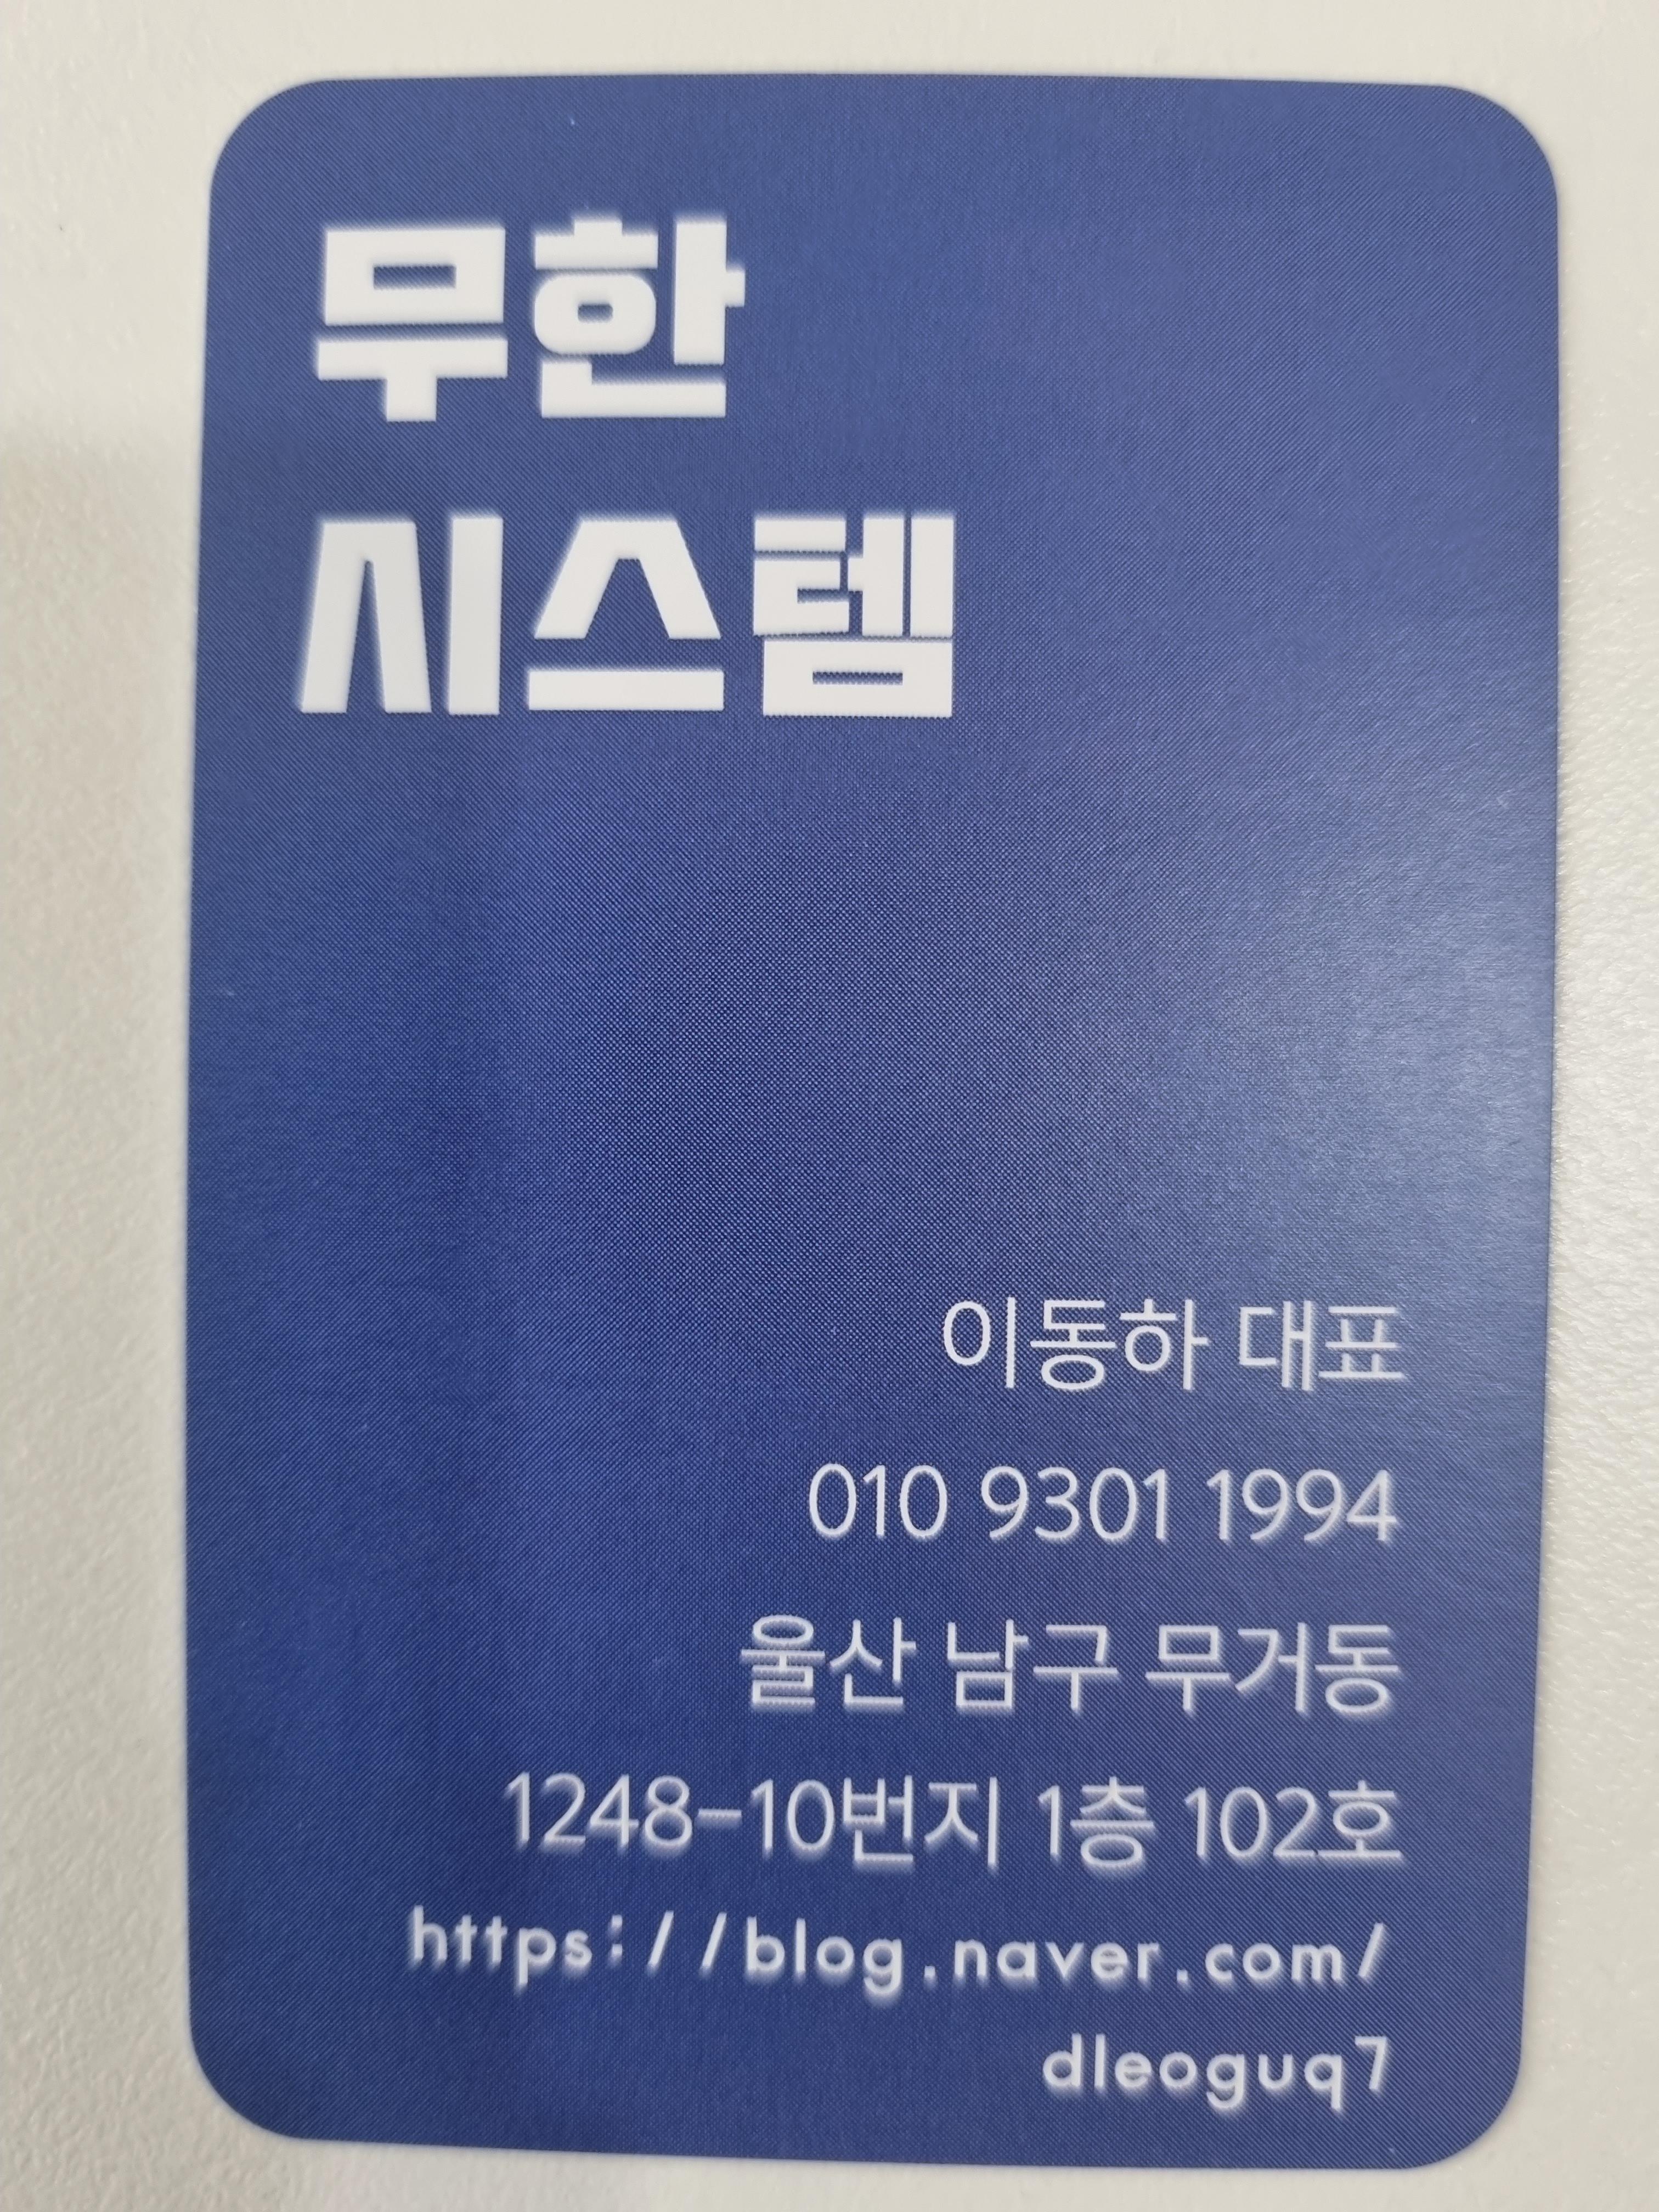 무한
시스템
이동하 대표
010 9301 1994
울산 남구 무거동
1248-10번지 1층 102호
https://blog.naver.com/
dleoguq7